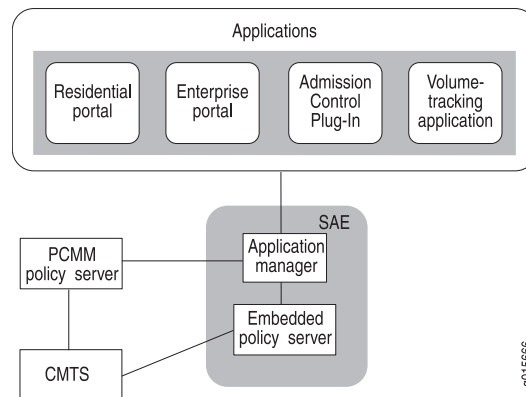 Applications
Residential
portal
Enterprise
portal
Admission
Control
Plug-In
Volume-
tracking
application
SAE
PCMM
policy server
Application
manager
Embedded
policy server
CMTS
g015666